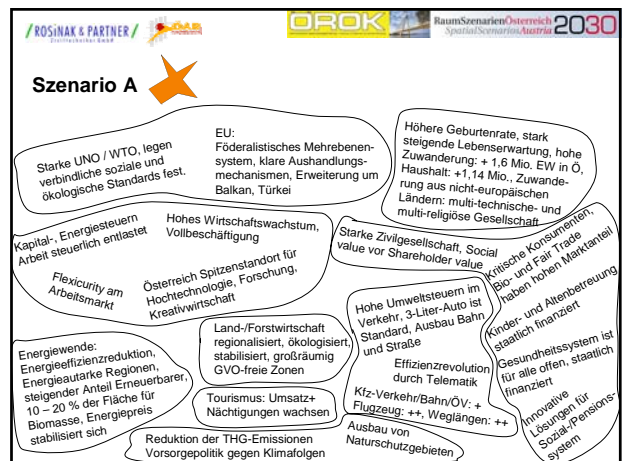 / ROSiNAK & PARTNER /
Ziviltechniker GmbH
ÖAR
ÖROK
RaumSzenarienÖsterreich 2030
SpatialScenariosAustria
Szenario A
Starke UNO / WTO, legen
verbindliche soziale und
ökologische Standards fest.
EU:
Föderalistisches Mehrebenen-
system, klare Aushandlungs-
mechanismen, Erweiterung um
Balkan, Türkei
Höhere Geburtenrate, stark
steigende Lebenserwartung, hohe
Zuwanderung: + 1,6 Mio. EW in Ö,
Haushalt: +1,14 Mio., Zuwande-
rung aus nicht-europäischen
Ländern: multi-technische- und
multi-religiöse Gesellschaft
Kapital-, Energiesteuern
Arbeit steuerlich entlastet
Hohes Wirtschaftswachstum,
Vollbeschäftigung
Flexicurity am
Arbeitsmarkt
Österreich Spitzenstandort für
Hochtechnologie, Forschung,
Kreativwirtschaft
Starke Zivilgesellschaft, Social
value vor Shareholder value
Kritische Konsumenten,
Bio- und Fair Trade
haben hohen Marktanteil
Kinder- und Altenbetreuung
staatlich finanziert
Gesundheitssystem ist
für alle offen, staatlich
finanziert
Innovative
Lösungen für
Sozial-/Pensions-
system
Hohe Umweltsteuern im
Verkehr, 3-Liter-Auto ist
Standard, Ausbau Bahn
und Straße
Effizienzrevolution
durch Telematik
Kfz-Verkehr/Bahn/ÖV: +
Flugzeug: ++, Weglängen: ++
Land-/Forstwirtschaft
regionalisiert, ökologisiert,
stabilisiert, großräumig
GVO-freie Zonen
Energiewende:
Energieeffizienzreduktion,
Energieautarke Regionen,
steigender Anteil Erneuerbarer,
10 – 20 % der Fläche für
Biomasse, Energiepreis
stabilisiert sich
Tourismus: Umsatz+
Nächtigungen wachsen
Reduktion der THG-Emissionen
Vorsorgepolitik gegen Klimafolgen
Ausbau von
Naturschutzgebieten